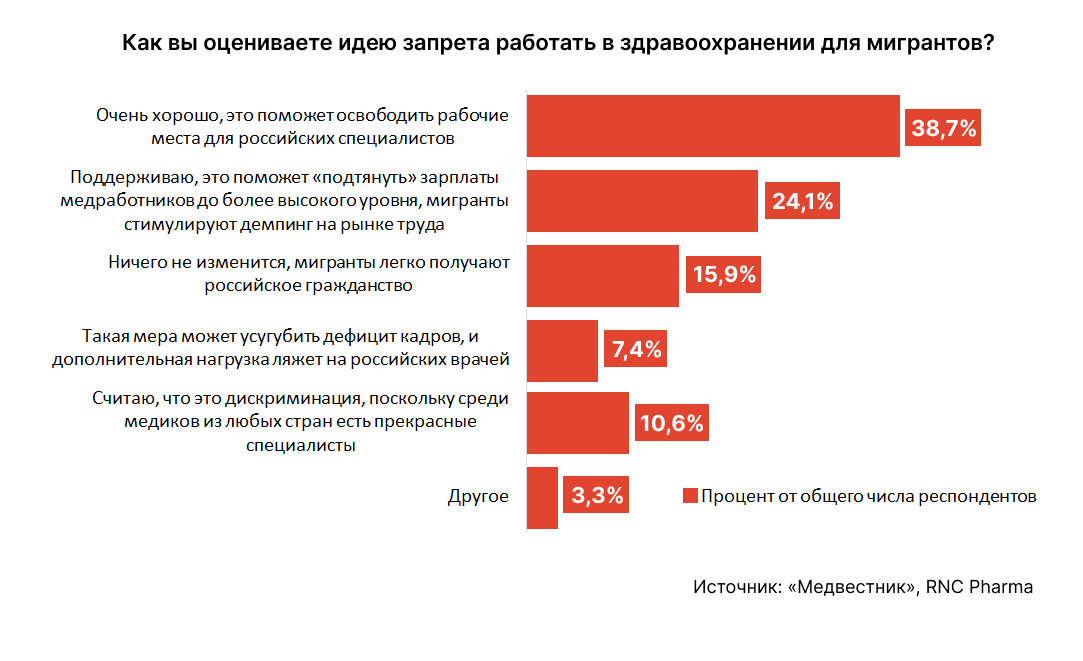 Как вы оцениваете идею запрета работать в здравоохранении для мигрантов?
Очень хорошо, это поможет освободить рабочие
места для российских специалистов
38,7%
Поддерживаю, это поможет «подтянуть» зарплаты
медработников до более высокого уровня, мигранты
стимулируют демпинг на рынке труда
24,1%
Ничего не изменится, мигранты легко получают
российское гражданство
15,9%
Такая мера может усугубить дефицит кадров, и
дополнительная нагрузка ляжет на российских врачей
7,4%
Считаю, что это дискриминация, поскольку среди
медиков из любых стран есть прекрасные
специалисты
10,6%
Другое
3,3%
Процент от общего числа респондентов
Источник: «Медвестник», RNC Pharma